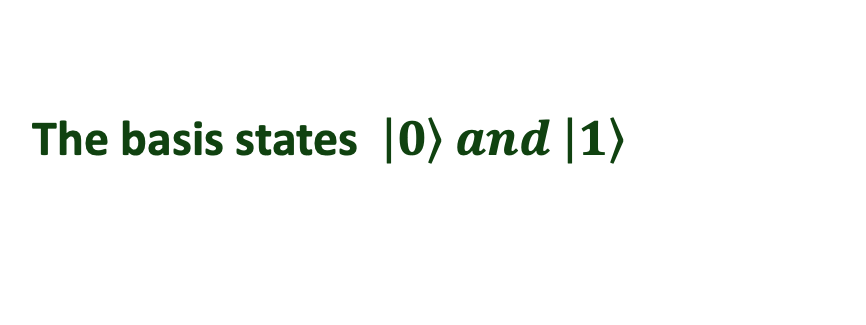 The basis states |0⟩ and |1⟩